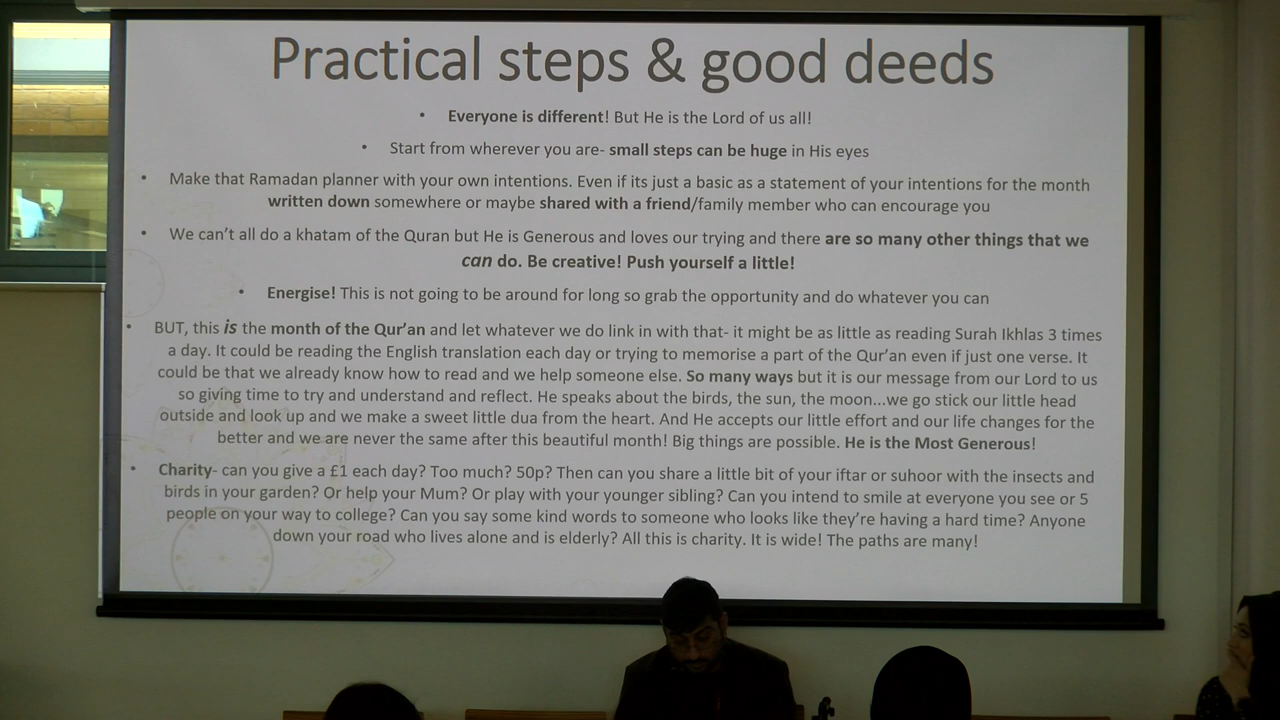 Practical steps & good deeds
• Everyone is different! But He is the Lord of us all!
• Start from wherever you are- small steps can be huge in His eyes
• Make that Ramadan planner with your own intentions. Even if its just a basic as a statement of your intentions for the month
written down somewhere or maybe shared with a friend/family member who can encourage you
• We can't all do a khatam of the Quran but He is Generous and loves our trying and there are so many other things that we
can do. Be creative! Push yourself a little!
• Energise! This is not going to be around for long so grab the opportunity and do whatever you can
• BUT, this is the month of the Qur'an and let whatever we do link in with that- it might be as little as reading Surah Ikhlas 3 times
a day. It could be reading the English translation each day or trying to memorise a part of the Qur'an even if just one verse. It
could be that we already know how to read and we help someone else. So many ways but it is our message from our Lord to us
so giving time to try and understand and reflect. He speaks about the birds, the sun, the moon...we go stick our little head
outside and look up and we make a sweet little dua from the heart. And He accepts our little effort and our life changes for the
better and we are never the same after this beautiful month! Big things are possible. He is the Most Generous!
• Charity- can you give a £1 each day? Too much? 50p? Then can you share a little bit of your iftar or suhoor with the insects and
birds in your garden? Or help your Mum? Or play with your younger sibling? Can you intend to smile at everyone you see or 5
people on your way to college? Can you say some kind words to someone who looks like they're having a hard time? Anyone
down your road who lives alone and is elderly? All this is charity. It is wide! The paths are many!